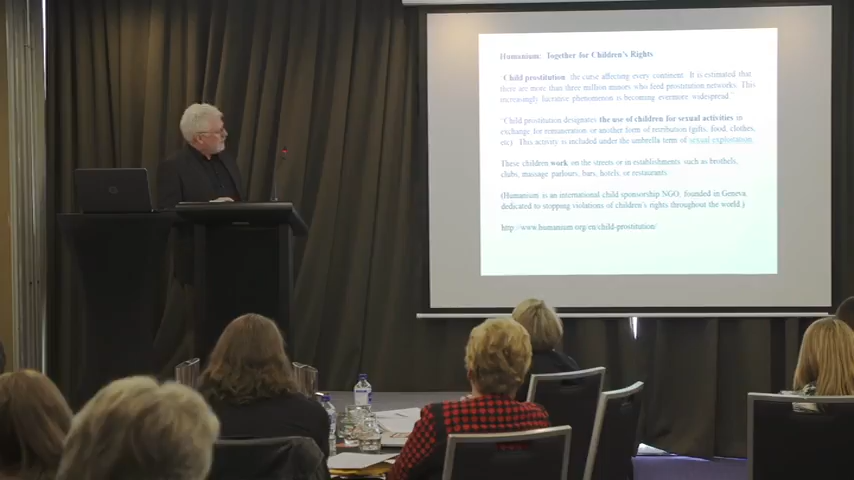 Humanium: Together for Children's Rights
"Child prostitution: the curse affecting every continent. It is estimated that
there are more than three million minors who feed prostitution networks. This
increasingly lucrative phenomenon is becoming evermore widespread."
"Child prostitution designates the use of children for sexual activities in
exchange for remuneration or another form of retribution (gifts, food, clothes,
etc). This activity is included under the umbrella term of sexual exploitation.
These children work on the streets or in establishments such as brothels,
clubs, massage parlours, bars, hotels, or restaurants.
(Humanium is an international child sponsorship NGO, founded in Geneva,
dedicated to stopping violations of children's rights throughout the world.)
http://www.humanium.org/en/child-prostitution/